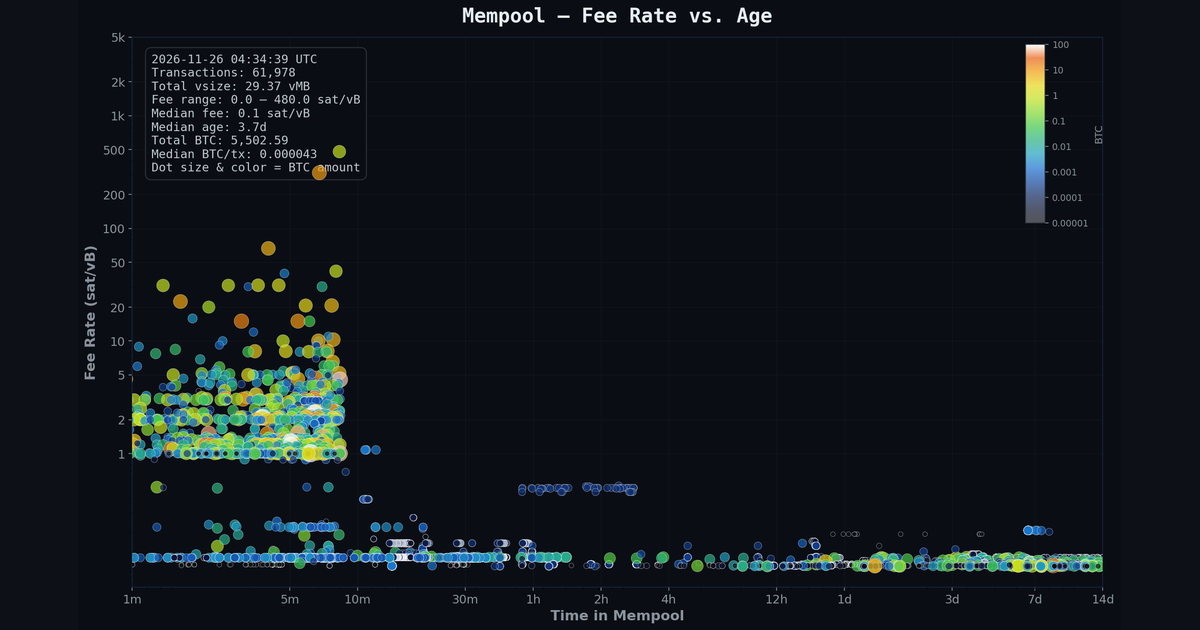 Mempool — Fee Rate vs. Age
5k
2k
1k
500
200
100
50
20
10
5
2
1
Fee Rate (sat/vB)
2026-11-26 04:34:39 UTC
Transactions: 61,978
Total vsize: 29.37 vMB
Fee range: 0.0 – 480.0 sat/vB
Median fee: 0.1 sat/vB
Median age: 3.7d
Total BTC: 5,502.59
Median BTC/tx: 0.000043
Dot size & color = BTC amount
100
10
1
0.1
0.01
0.001
0.0001
0.00001
BTC
1m
5m
10m
30m
1h
2h
4h
12h
1d
3d
7d
14d
Time in Mempool